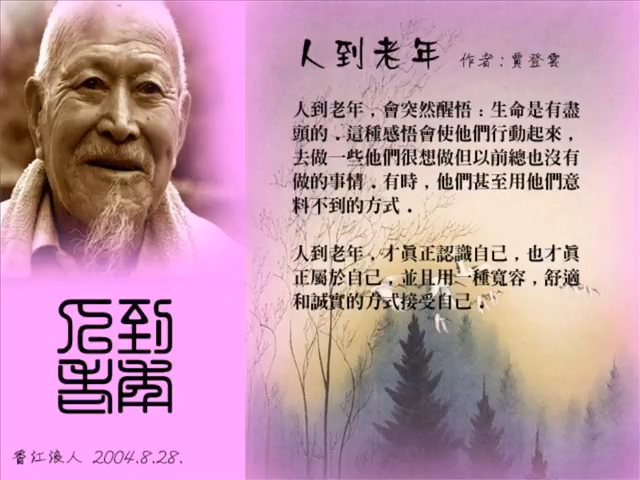 人到老年 作者:賈登雲
人到老年，會突然醒悟：生命是有盡
頭的．這種感悟會使他們行動起來，
去做一些他們很想做但以前總也沒有
做的事情．有時，他們甚至用他們意
料不到的方式．
人到老年，才眞正認識自己，也才眞
正屬於自己．並且用一種寬容，舒適
和誠實的方式接受自己．
人到
老年
香江浪人 2004.8.28.